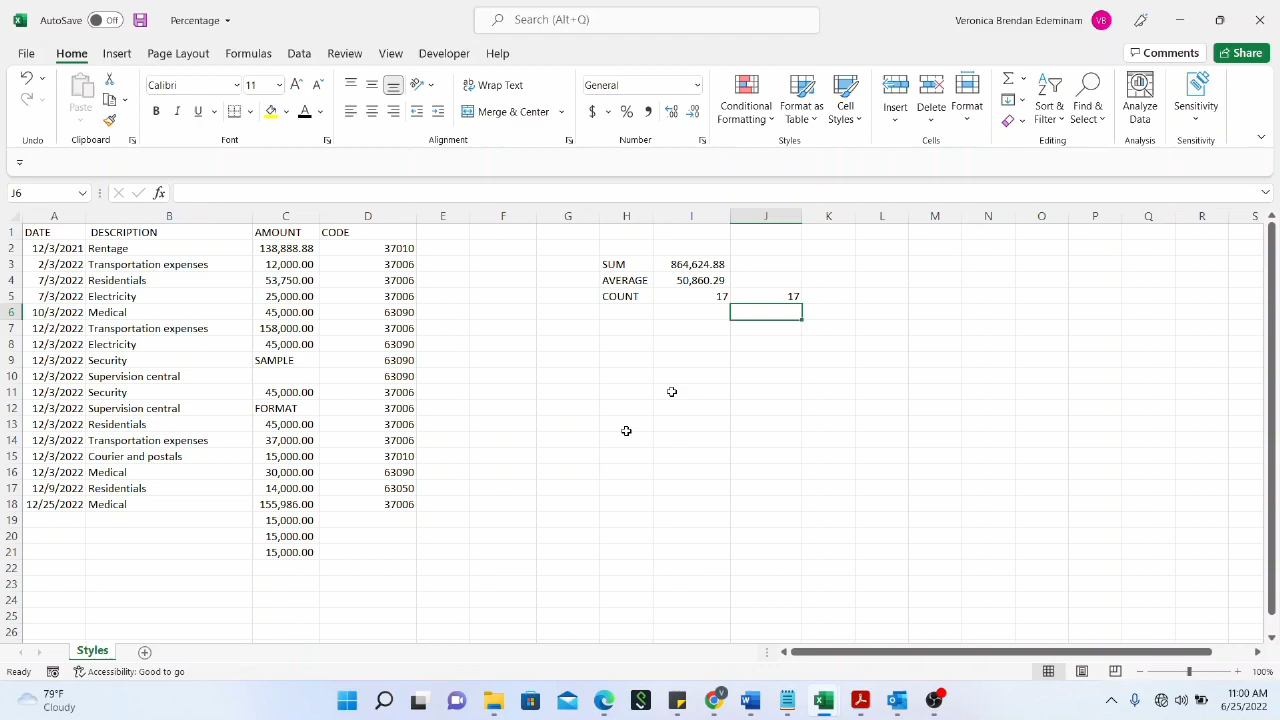 AutoSave Off Percentage Search (Alt+Q) Veronica Brendan Edeminam VB
File Home Insert Page Layout Formulas Data Review View Developer Help Comments Share
Calibri 11 Wrap Text General
Paste Merge & Center Conditional Formatting Format as Table Cell Styles Insert Delete Format Sort & Filter Find & Select Analyze Data Sensitivity
Undo Clipboard Font Alignment Number Styles Cells Editing Analysis Sensitivity
J6 fx
A B C D E F G H I J K L M N O P Q R S
1 DATE DESCRIPTION AMOUNT CODE
2 12/3/2021 Rentage 138,888.88 37010
3 2/3/2022 Transportation expenses 12,000.00 37006 SUM 864,624.88
4 7/3/2022 Residentials 53,750.00 37006 AVERAGE 50,860.29
5 7/3/2022 Electricity 25,000.00 37006 COUNT 17 17
6 10/3/2022 Medical 45,000.00 63090
7 12/2/2022 Transportation expenses 158,000.00 37006
8 12/3/2022 Electricity 45,000.00 63090
9 12/3/2022 Security SAMPLE 63090
10 12/3/2022 Supervision central 63090
11 12/3/2022 Security 45,000.00 37006
12 12/3/2022 Supervision central FORMAT 37006
13 12/3/2022 Residentials 45,000.00 37006
14 12/3/2022 Transportation expenses 37,000.00 37006
15 12/3/2022 Courier and postals 15,000.00 37010
16 12/3/2022 Medical 30,000.00 63090
17 12/9/2022 Residentials 14,000.00 63050
18 12/25/2022 Medical 155,986.00 37006
19 15,000.00
20 15,000.00
21 15,000.00
22
23
24
25
26
Styles
Ready Accessibility: Good to go 100%
79°F 11:00 AM
Cloudy 6/25/2022